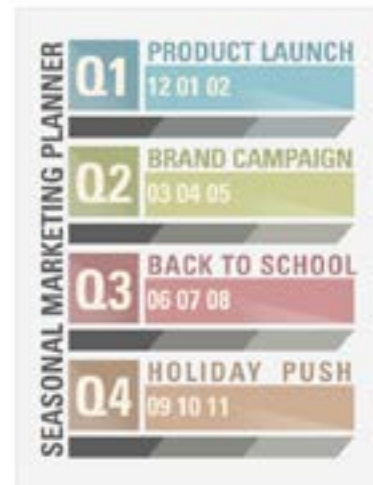 SEASONAL MARKETING PLANNER
Q1
PRODUCT LAUNCH
12 01 02
Q2
BRAND CAMPAIGN
03 04 05
Q3
BACK TO SCHOOL
06 07 08
Q4
HOLIDAY PUSH
09 10 11